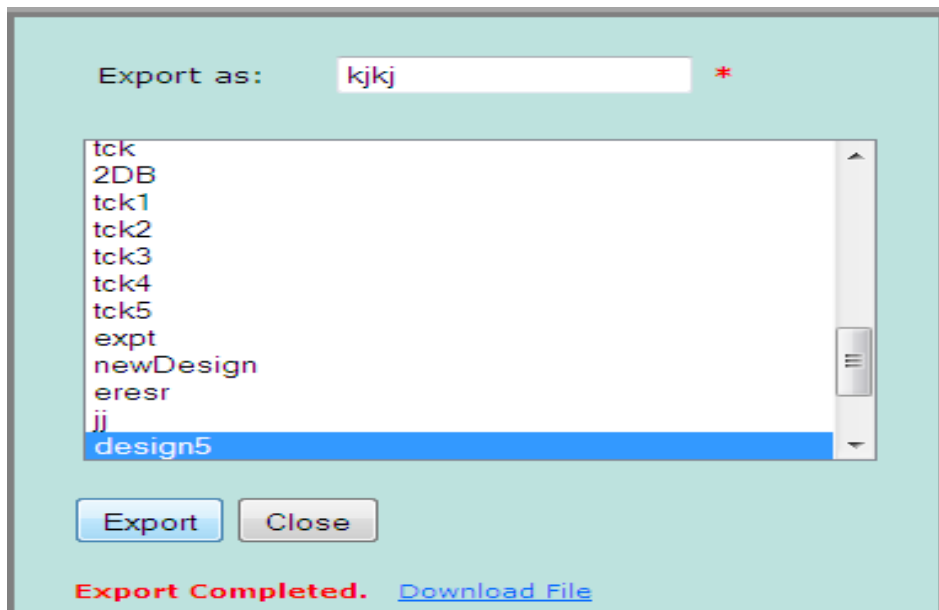 Export as: kjkj *
tck
2DB
tck1
tck2
tck3
tck4
tck5
expt
newDesign
eresr
jj
design5
Export Close
Export Completed. Download File